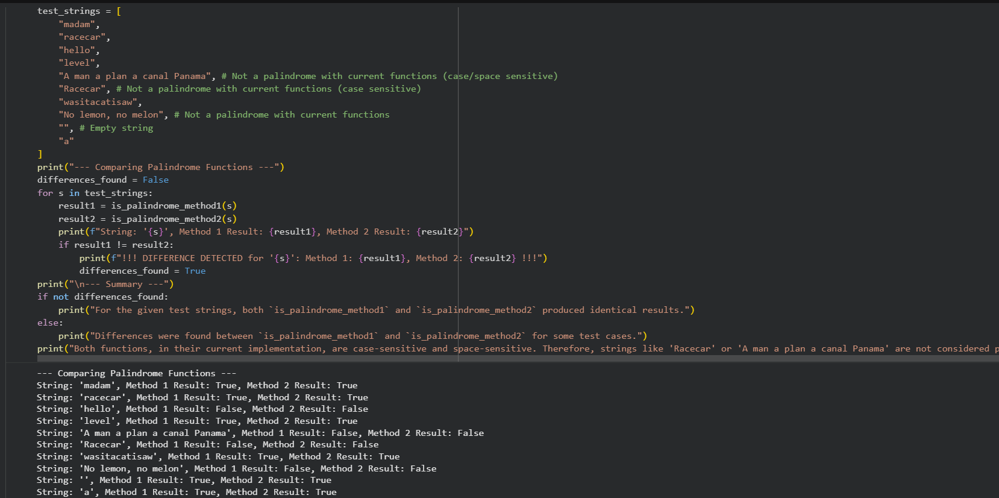 test_strings = [
    "madam",
    "racecar",
    "hello",
    "level",
    "A man a plan a canal Panama", # Not a palindrome with current functions (case/space sensitive)
    "Racecar", # Not a palindrome with current functions (case sensitive)
    "wasitacatisaw",
    "No lemon, no melon", # Not a palindrome with current functions
    "", # Empty string
    "a"
]
print("--- Comparing Palindrome Functions ---")
differences_found = False
for s in test_strings:
    result1 = is_palindrome_method1(s)
    result2 = is_palindrome_method2(s)
    print(f"String: '{s}', Method 1 Result: {result1}, Method 2 Result: {result2}")
    if result1 != result2:
        print(f"!!! DIFFERENCE DETECTED for '{s}': Method 1: {result1}, Method 2: {result2} !!!")
        differences_found = True
print("\n--- Summary ---")
if not differences_found:
    print("For the given test strings, both `is_palindrome_method1` and `is_palindrome_method2` produced identical results.")
else:
    print("Differences were found between `is_palindrome_method1` and `is_palindrome_method2` for some test cases.")
print("Both functions, in their current implementation, are case-sensitive and space-sensitive. Therefore, strings like 'Racecar' or 'A man a plan a canal Panama' are not considered p
--- Comparing Palindrome Functions ---
String: 'madam', Method 1 Result: True, Method 2 Result: True
String: 'racecar', Method 1 Result: True, Method 2 Result: True
String: 'hello', Method 1 Result: False, Method 2 Result: False
String: 'level', Method 1 Result: True, Method 2 Result: True
String: 'A man a plan a canal Panama', Method 1 Result: False, Method 2 Result: False
String: 'Racecar', Method 1 Result: False, Method 2 Result: False
String: 'wasitacatisaw', Method 1 Result: True, Method 2 Result: True
String: 'No lemon, no melon', Method 1 Result: False, Method 2 Result: False
String: '', Method 1 Result: True, Method 2 Result: True
String: 'a', Method 1 Result: True, Method 2 Result: True